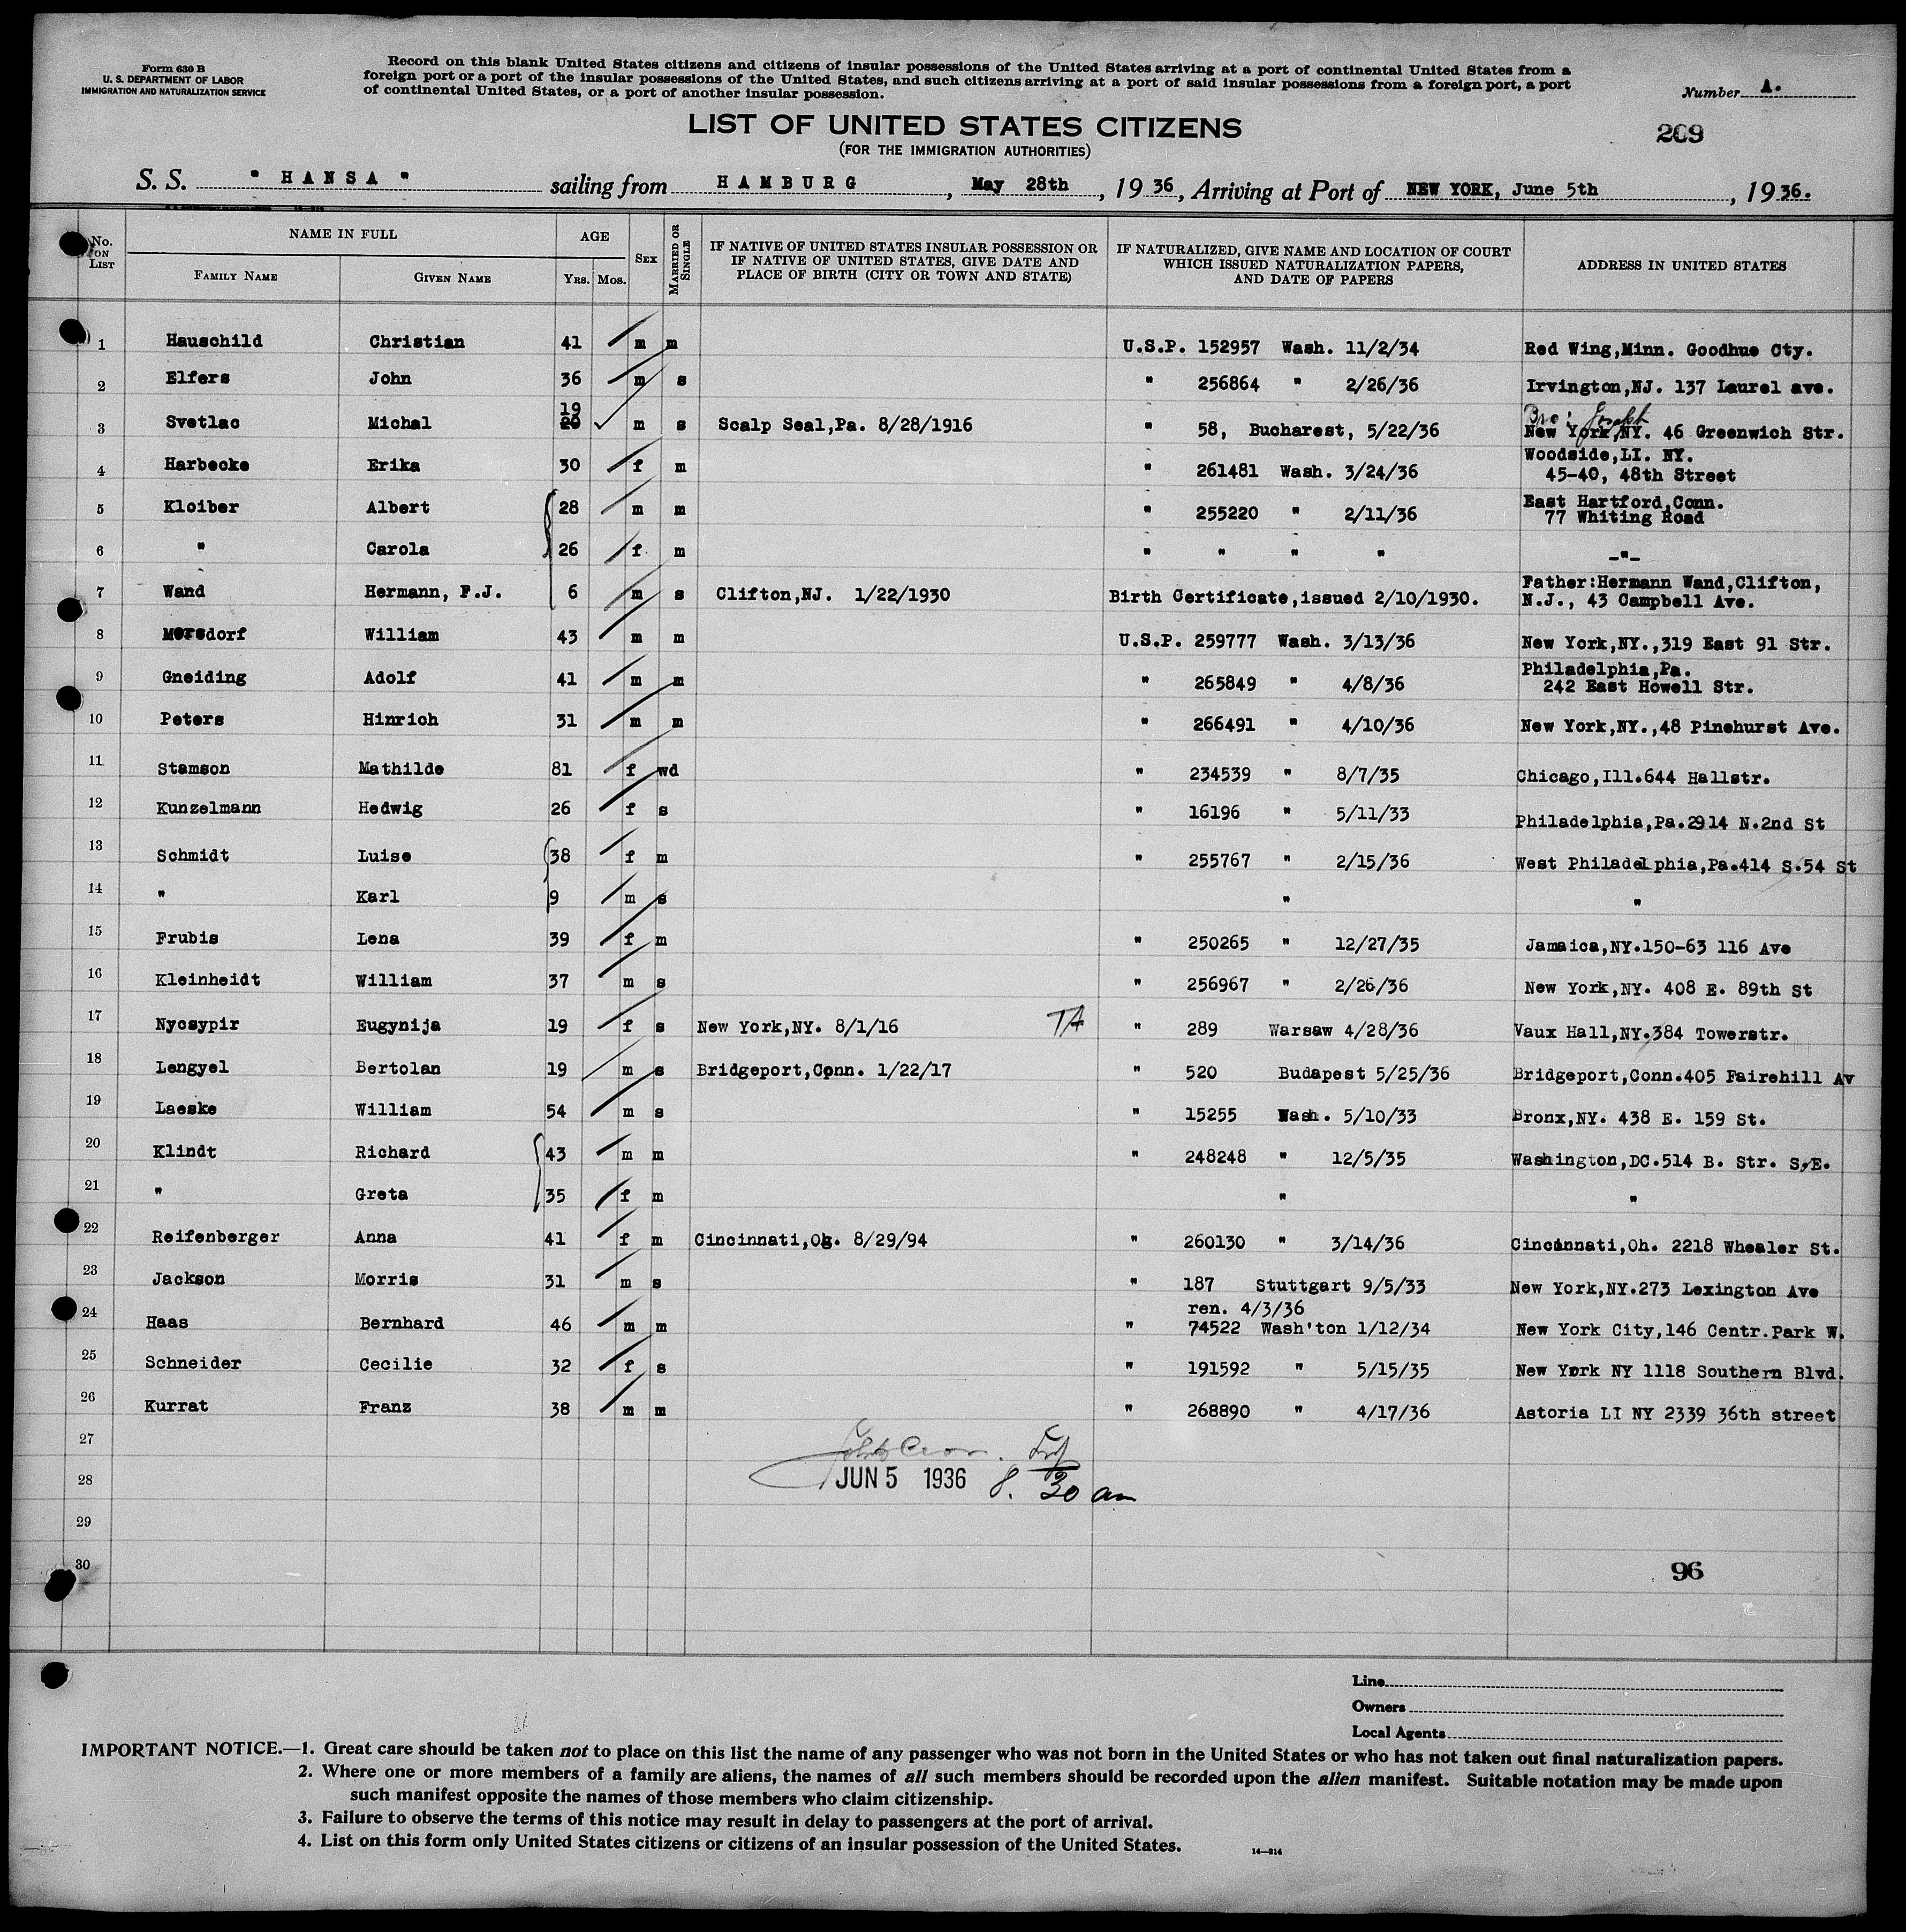 Form 630 B
U. S. DEPARTMENT OF LABOR
IMMIGRATION AND NATURALIZATION SERVICE
Record on this blank United States citizens and citizens of insular possessions of the United States arriving at a port of continental United States from a
foreign port or a port of the insular possessions of the United States, and such citizens arriving at a port of said insular possessions from a foreign port, a port
of continental United States, or a port of another insular possession.
Number A.
LIST OF UNITED STATES CITIZENS
(FOR THE IMMIGRATION AUTHORITIES)
209
S. S. " HANSA " sailing from HAMBURG, May 28th, 1936, Arriving at Port of NEW YORK, June 5th, 1936.
No. on List
NAME IN FULL
Family Name
Given Name
AGE
Yrs. Mos.
Sex
Married or Single
IF NATIVE OF UNITED STATES INSULAR POSSESSION OR
IF NATIVE OF UNITED STATES, GIVE DATE AND
PLACE OF BIRTH (CITY OR TOWN AND STATE)
IF NATURALIZED, GIVE NAME AND LOCATION OF COURT
WHICH ISSUED NATURALIZATION PAPERS,
AND DATE OF PAPERS
ADDRESS IN UNITED STATES
1 Hauschild Christian 41 m m U.S.P. 152957 Wash. 11/2/34 Red Wing,Minn. Goodhue Cty.
2 Elfers John 36 m s " 256864 " 2/26/36 Irvington,NJ. 137 Laurel ave.
19
Bro: Joseph
3 Svetlac Michal 20 m s Scalp Seal,Pa. 8/28/1916 " 58, Bucharest, 5/22/36 New York,NY. 46 Greenwich Str.
4 Harbecke Erika 30 f m " 261481 Wash. 3/24/36 Woodside,LI. NY.
45-40, 48th Street
5 Kloiber Albert 28 m m " 255220 " 2/11/36 East Hartford,Conn.
77 Whiting Road
6 " Carola 26 f m " " " " -"-
7 Wand Hermann, F.J. 6 m s Clifton,NJ. 1/22/1930 Birth Certificate,issued 2/10/1930. Father:Hermann Wand,Clifton,
N.J., 43 Campbell Ave.
8 Morsdorf William 43 m m U.S.P. 259777 Wash. 3/13/36 New York,NY.,319 East 91 Str.
9 Gneiding Adolf 41 m m " 265849 " 4/8/36 Philadelphia,Pa.
242 East Howell Str.
10 Peters Hinrich 31 m m " 266491 " 4/10/36 New York,NY.,48 Pinehurst Ave.
11 Stamson Mathilde 81 f wd " 234539 " 8/7/35 Chicago,Ill.644 Hallstr.
12 Kunzelmann Hedwig 26 f s " 16196 " 5/11/33 Philadelphia,Pa.2914 N.2nd St
13 Schmidt Luise 38 f m " 255767 " 2/15/36 West Philadelphia,Pa.414 S.54 St
14 " Karl 9 m s " "
15 Frubis Lena 39 f m " 250265 " 12/27/35 Jamaica,NY.150-63 116 Ave
16 Kleinheidt William 37 m s " 256967 " 2/26/36 New York,NY. 408 E. 89th St
17 Nycsypir Eugynija 19 f s New York,NY. 8/1/16 TA " 289 Warsaw 4/28/36 Vaux Hall,NY.384 Towerstr.
18 Lengyel Bertolan 19 m s Bridgeport,Conn. 1/22/17 " 520 Budapest 5/25/36 Bridgeport,Conn.405 Fairehill Av
19 Laeske William 54 m s " 15255 Wash. 5/10/33 Bronx,NY. 438 E. 159 St.
20 Klindt Richard 43 m m " 248248 " 12/5/35 Washington,DC.514 B. Str. S.E.
21 " Greta 35 f m " "
22 Reifenberger Anna 41 f m Cincinnati,Oh. 8/29/94 " 260130 " 3/14/36 Cincinnati,Oh. 2218 Whealer St.
23 Jackson Morris 31 m s " 187 Stuttgart 9/5/33 New York,NY.273 Lexington Ave
ren. 4/3/36
24 Haas Bernhard 46 m m " 74522 Wash'ton 1/12/34 New York City,146 Centr.Park W.
25 Schneider Cecilie 32 f s " 191592 " 5/15/35 New York NY 1118 Southern Blvd.
26 Kurrat Franz 38 m m " 268890 " 4/17/36 Astoria LI NY 2339 36th street
27
28 JUN 5 1936 8.30 am
29
30
96
Line
Owners
Local Agents
IMPORTANT NOTICE.—1. Great care should be taken not to place on this list the name of any passenger who was not born in the United States or who has not taken out final naturalization papers.
2. Where one or more members of a family are aliens, the names of all such members should be recorded upon the alien manifest. Suitable notation may be made upon
such manifest opposite the names of those members who claim citizenship.
3. Failure to observe the terms of this notice may result in delay to passengers at the port of arrival.
4. List on this form only United States citizens or citizens of an insular possession of the United States.
14—214